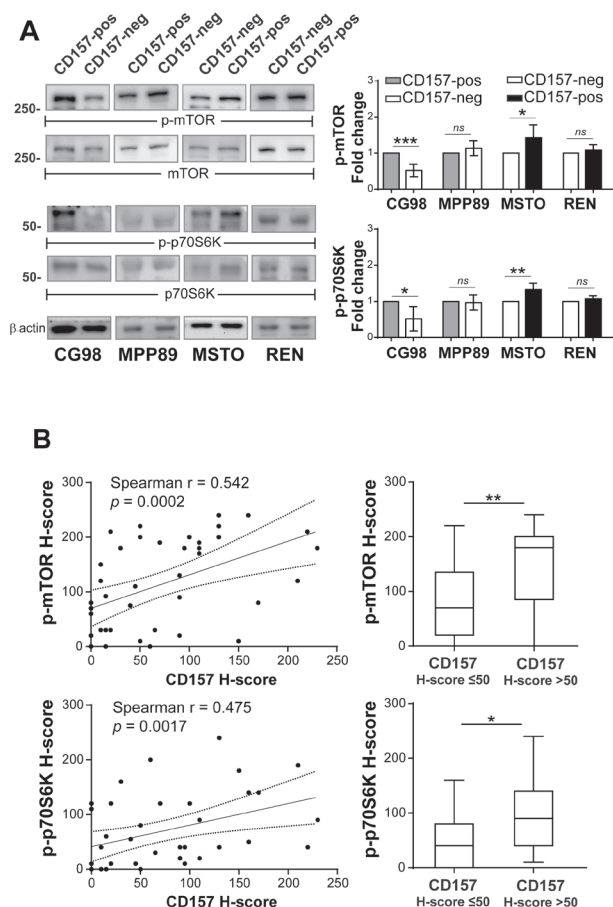 A
CD157-pos
CD157-neg
CD157-pos
CD157-neg
CD157-neg
CD157-pos
CD157-neg
CD157-pos
250-
p-mTOR
250-
mTOR
50-
p-p70S6K
50-
p70S6K
β actin
CG98 MPP89 MSTO REN
CD157-pos CD157-neg
CD157-neg CD157-pos
p-mTOR
Fold change
3
2
1
0
*** ns * ns
CG98 MPP89 MSTO REN
p-p70S6K
Fold change
3
2
1
0
* ns ** ns
CG98 MPP89 MSTO REN
B
Spearman r = 0.542
p = 0.0002
p-mTOR H-score
300
200
100
0
0 50 100 150 200 250
CD157 H-score
p-mTOR H-score
300
200
100
0
**
CD157 CD157
H-score ≤50 H-score >50
Spearman r = 0.475
p = 0.0017
p-p70S6K H-score
300
200
100
0
0 50 100 150 200 250
CD157 H-score
p-p70S6K H-score
300
200
100
0
*
CD157 CD157
H-score ≤50 H-score >50